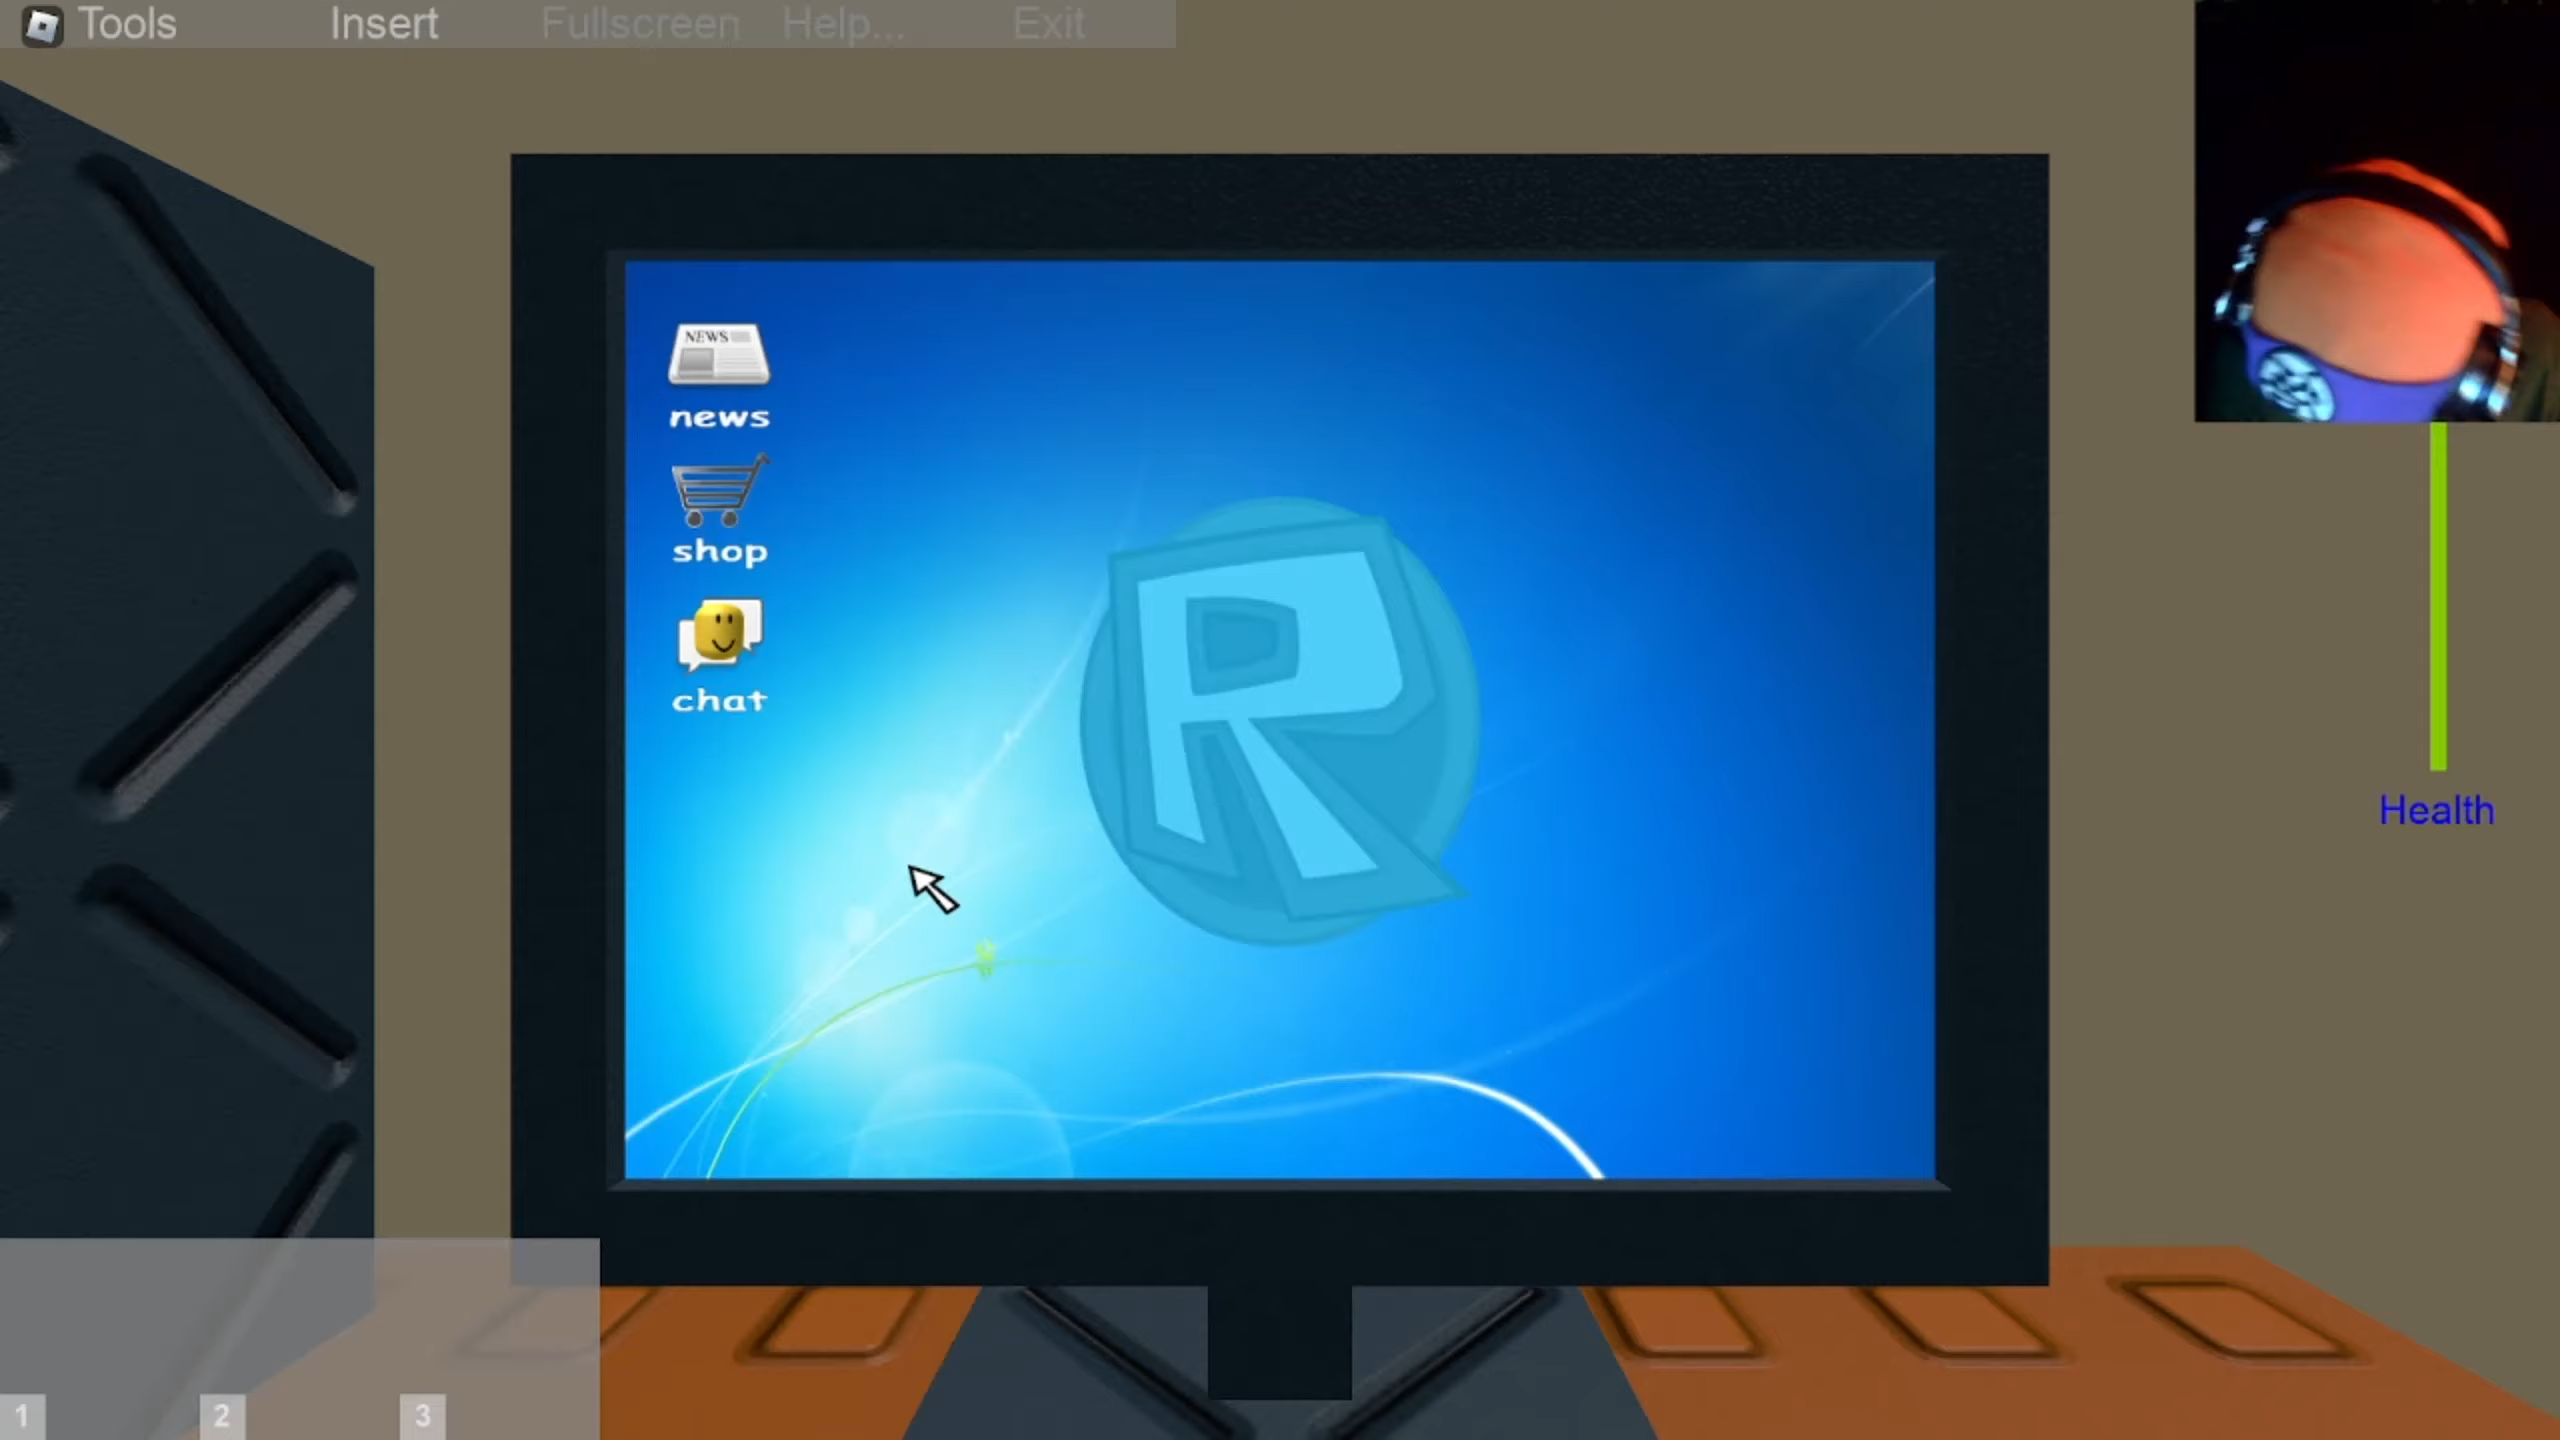 Tools Insert Fullscreen Help... Exit
NEWS
news
shop
chat
R
Health
1 2 3